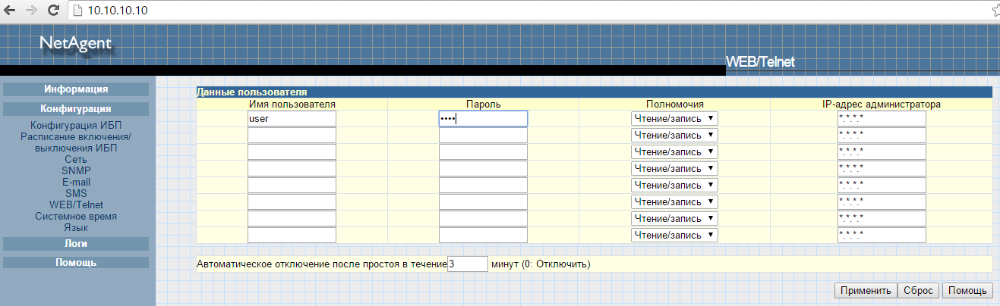 10.10.10.10
NetAgent
WEB/Telnet
Информация
Конфигурация
Конфигурация ИБП
Расписание включения/
выключения ИБП
Сеть
SNMP
E-mail
SMS
WEB/Telnet
Системное время
Язык
Логи
Помощь
Данные пользователя
Имя пользователя Пароль Полномочия IP-адрес администратора
user •••• Чтение/запись *.*.*.*
Чтение/запись *.*.*.*
Чтение/запись *.*.*.*
Чтение/запись *.*.*.*
Чтение/запись *.*.*.*
Чтение/запись *.*.*.*
Чтение/запись *.*.*.*
Чтение/запись *.*.*.*
Автоматическое отключение после простоя в течение 3 минут (0: Отключить)
Применить Сброс Помощь